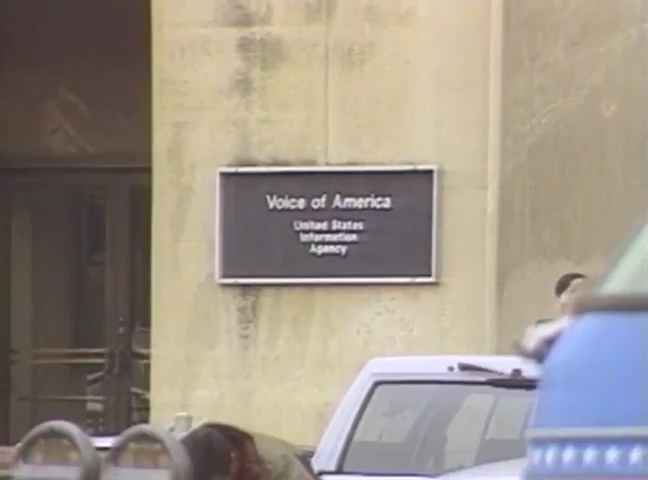 Voice of America
United States
Information
Agency